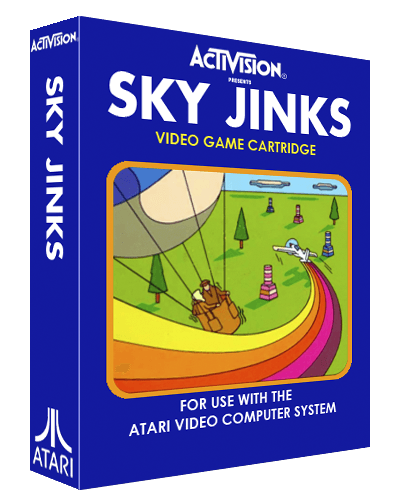 ACTIVISION®
SKY JINKS
ATARI
ACTIVISION®
PRESENTS
SKY JINKS
VIDEO GAME CARTRIDGE
FOR USE WITH THE
ATARI VIDEO COMPUTER SYSTEM